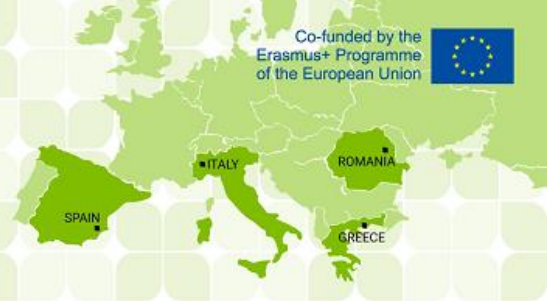 Co-funded by the
Erasmus+ Programme
of the European Union
ITALY
ROMANIA
SPAIN
GREECE